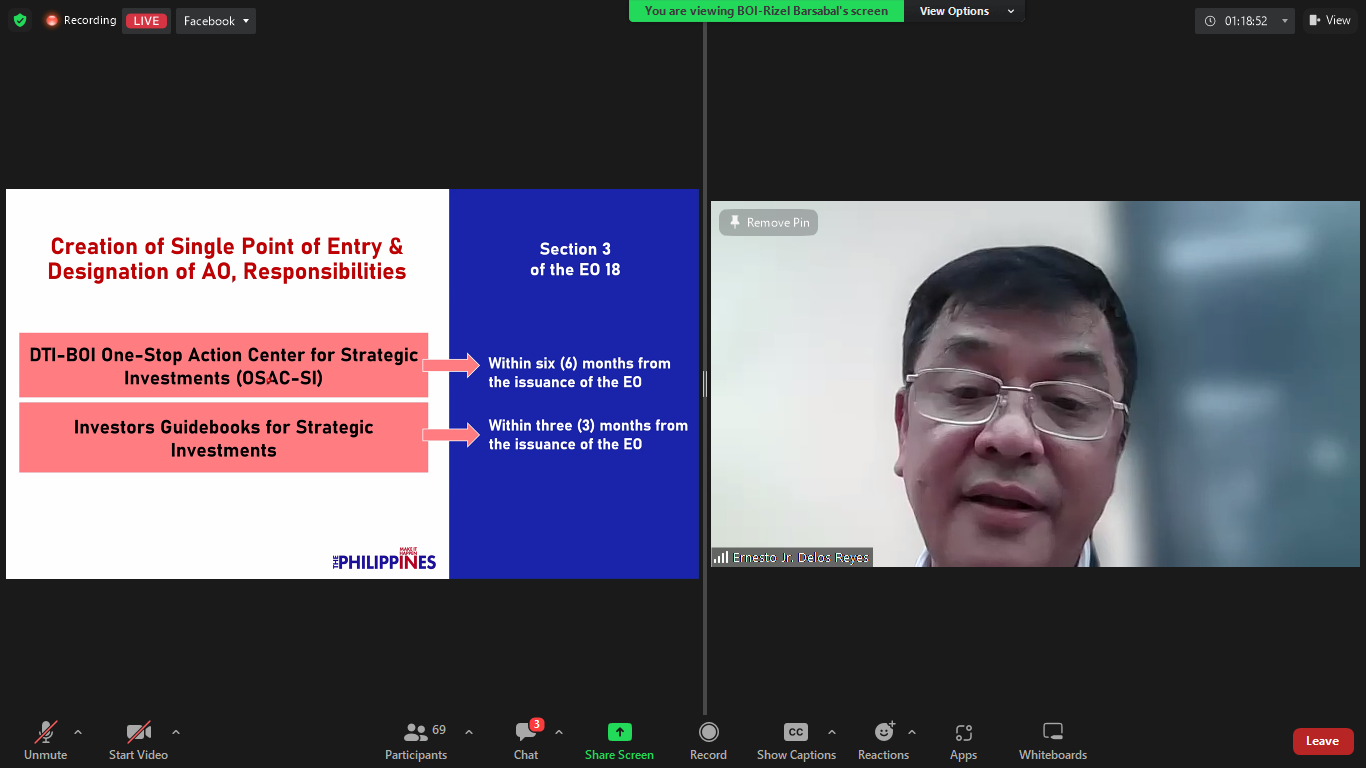 Recording
LIVE
Facebook
You are viewing BOI-Rizel Barsabal's screen
View Options
01:18:52
View
Creation of Single Point of Entry &
Designation of AO, Responsibilities
Section 3
of the EO 18
DTI-BOI One-Stop Action Center for Strategic
Investments (OSAC-SI)
Within six (6) months from
the issuance of the EO
Investors Guidebooks for Strategic
Investments
Within three (3) months from
the issuance of the EO
MAKE IT
HAPPEN
THE PHILIPPINES
Remove Pin
Ernesto Jr. Delos Reyes
Unmute
Start Video
69
Participants
3
Chat
Share Screen
Record
CC
Show Captions
Reactions
Apps
Whiteboards
Leave